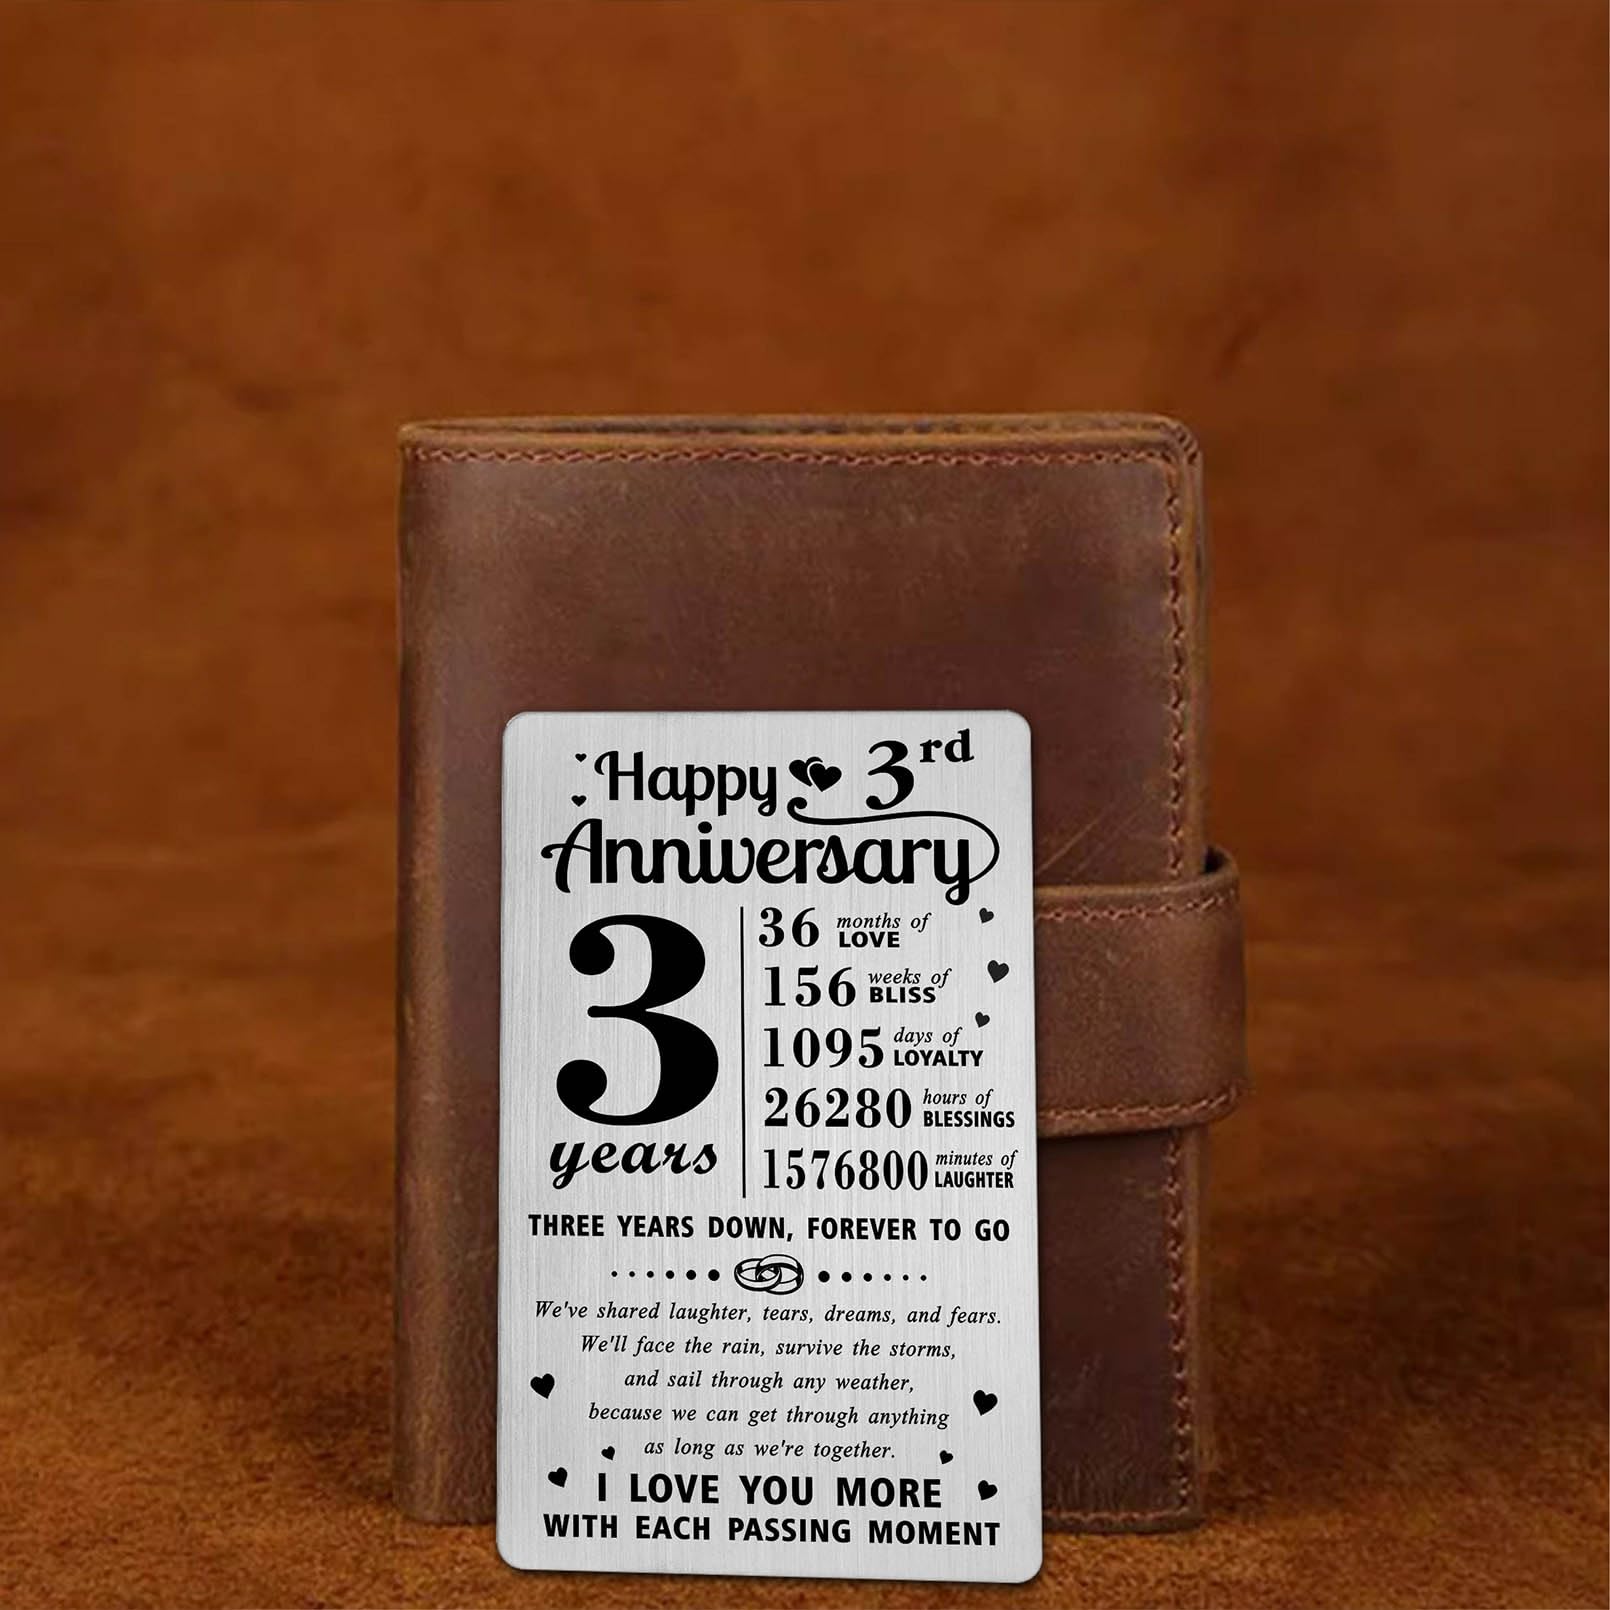 Happy 3rd
Anniversary
3
years
36 months of
LOVE
156 weeks of
BLISS
1095 days of
LOYALTY
26280 hours of
BLESSINGS
1576800 minutes of
LAUGHTER
THREE YEARS DOWN, FOREVER TO GO
We've shared laughter, tears, dreams, and fears.
We'll face the rain, survive the storms,
and sail through any weather,
because we can get through anything
as long as we're together.
I LOVE YOU MORE
WITH EACH PASSING MOMENT